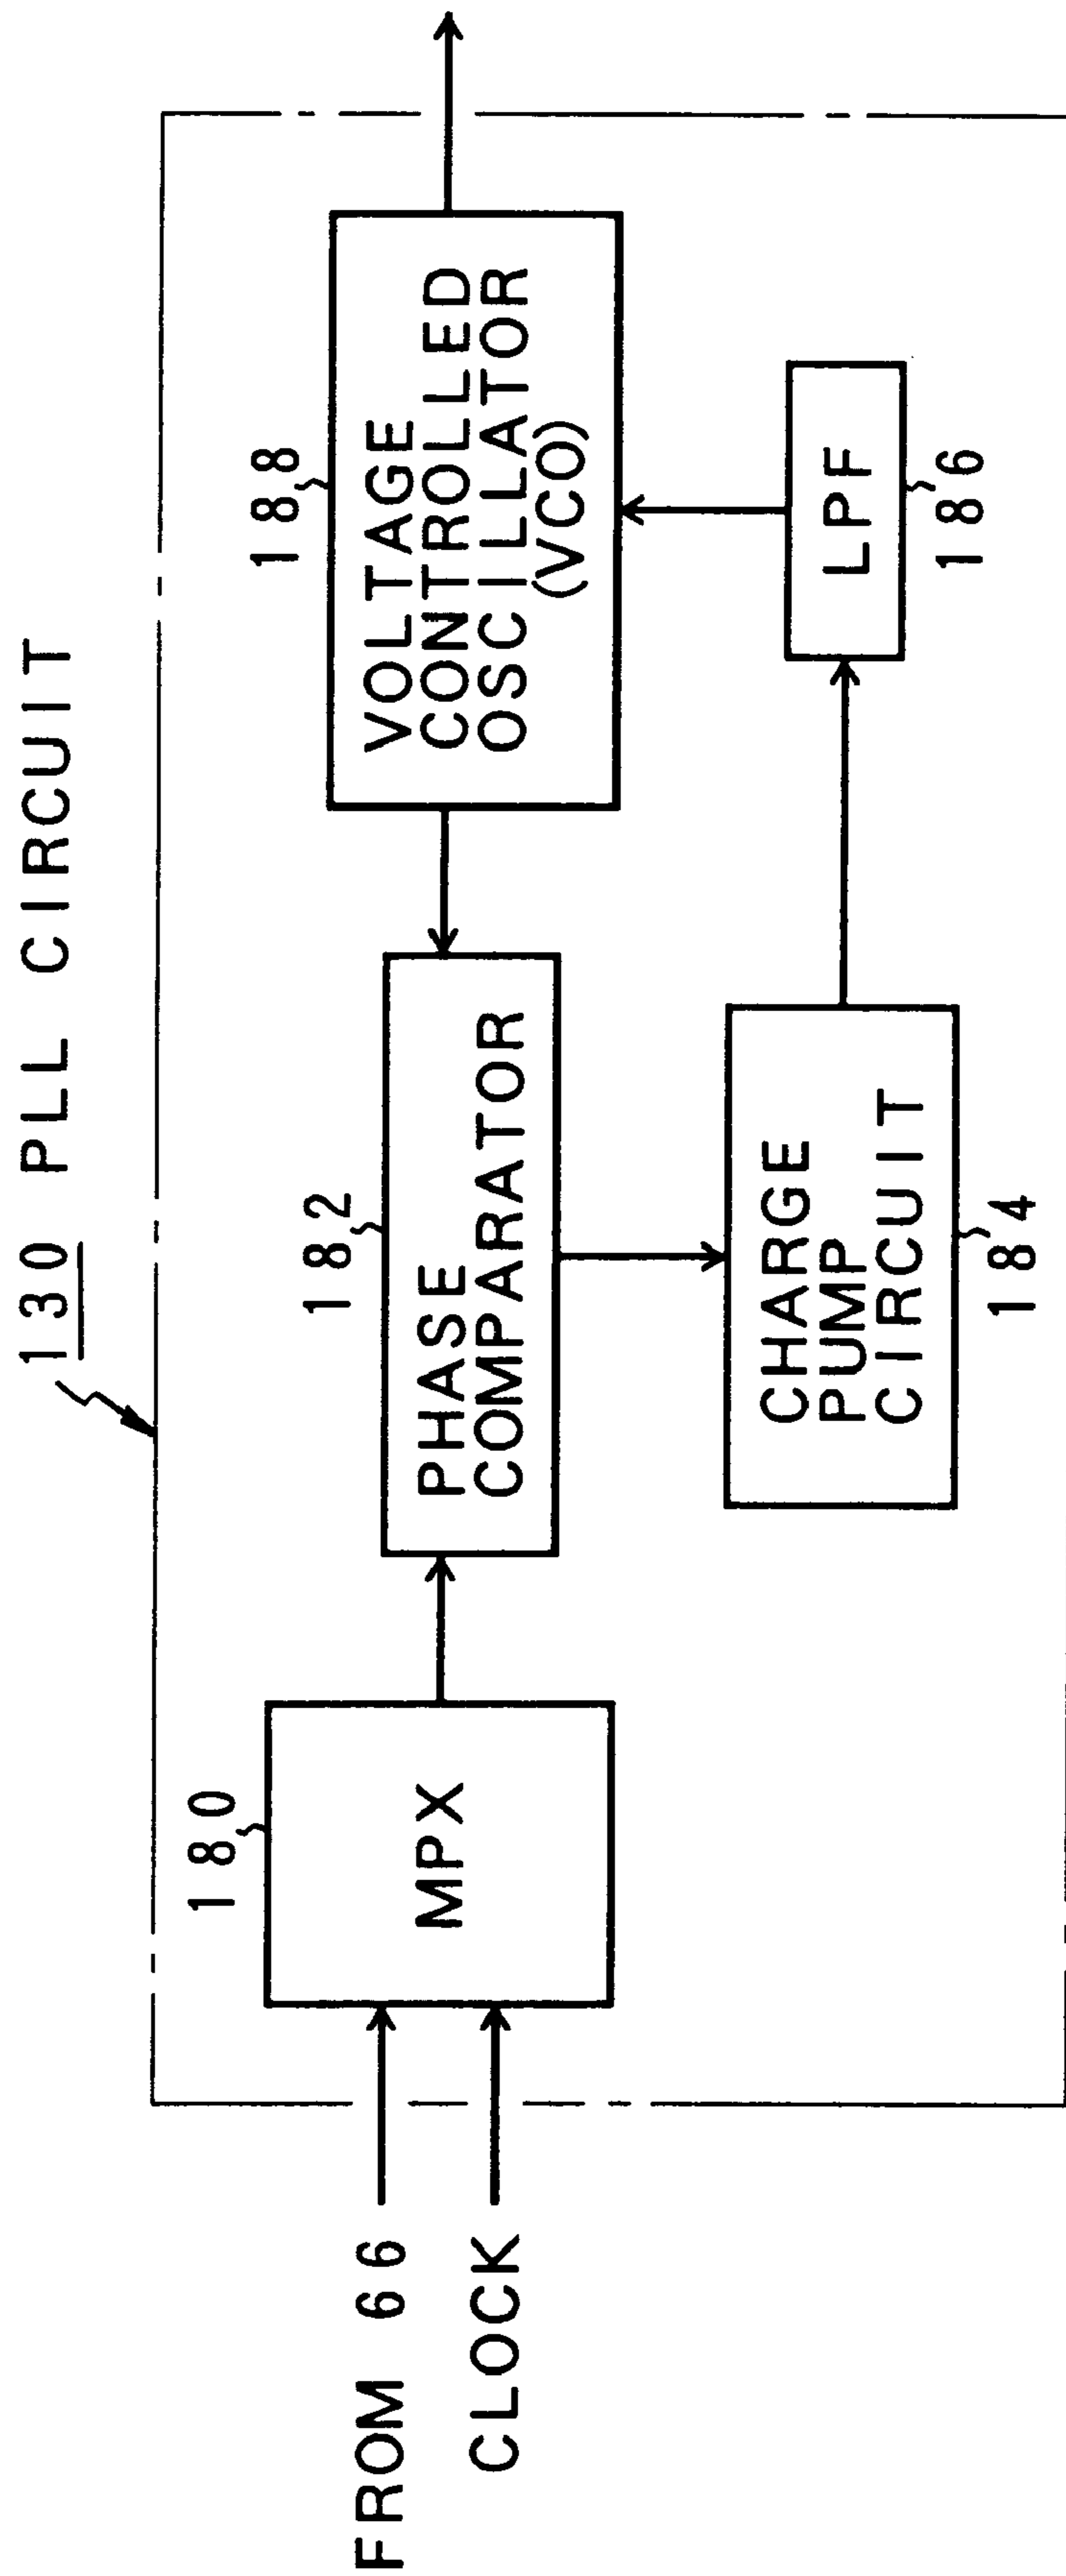 130 PLL CIRCUIT
188
VOLTAGE
CONTROLLED
OSCILLATOR
(VCO)
182
PHASE
COMPARATOR
180
MPX
FROM 66
CLOCK
CHARGE
PUMP
CIRCUIT
184
LPF
186